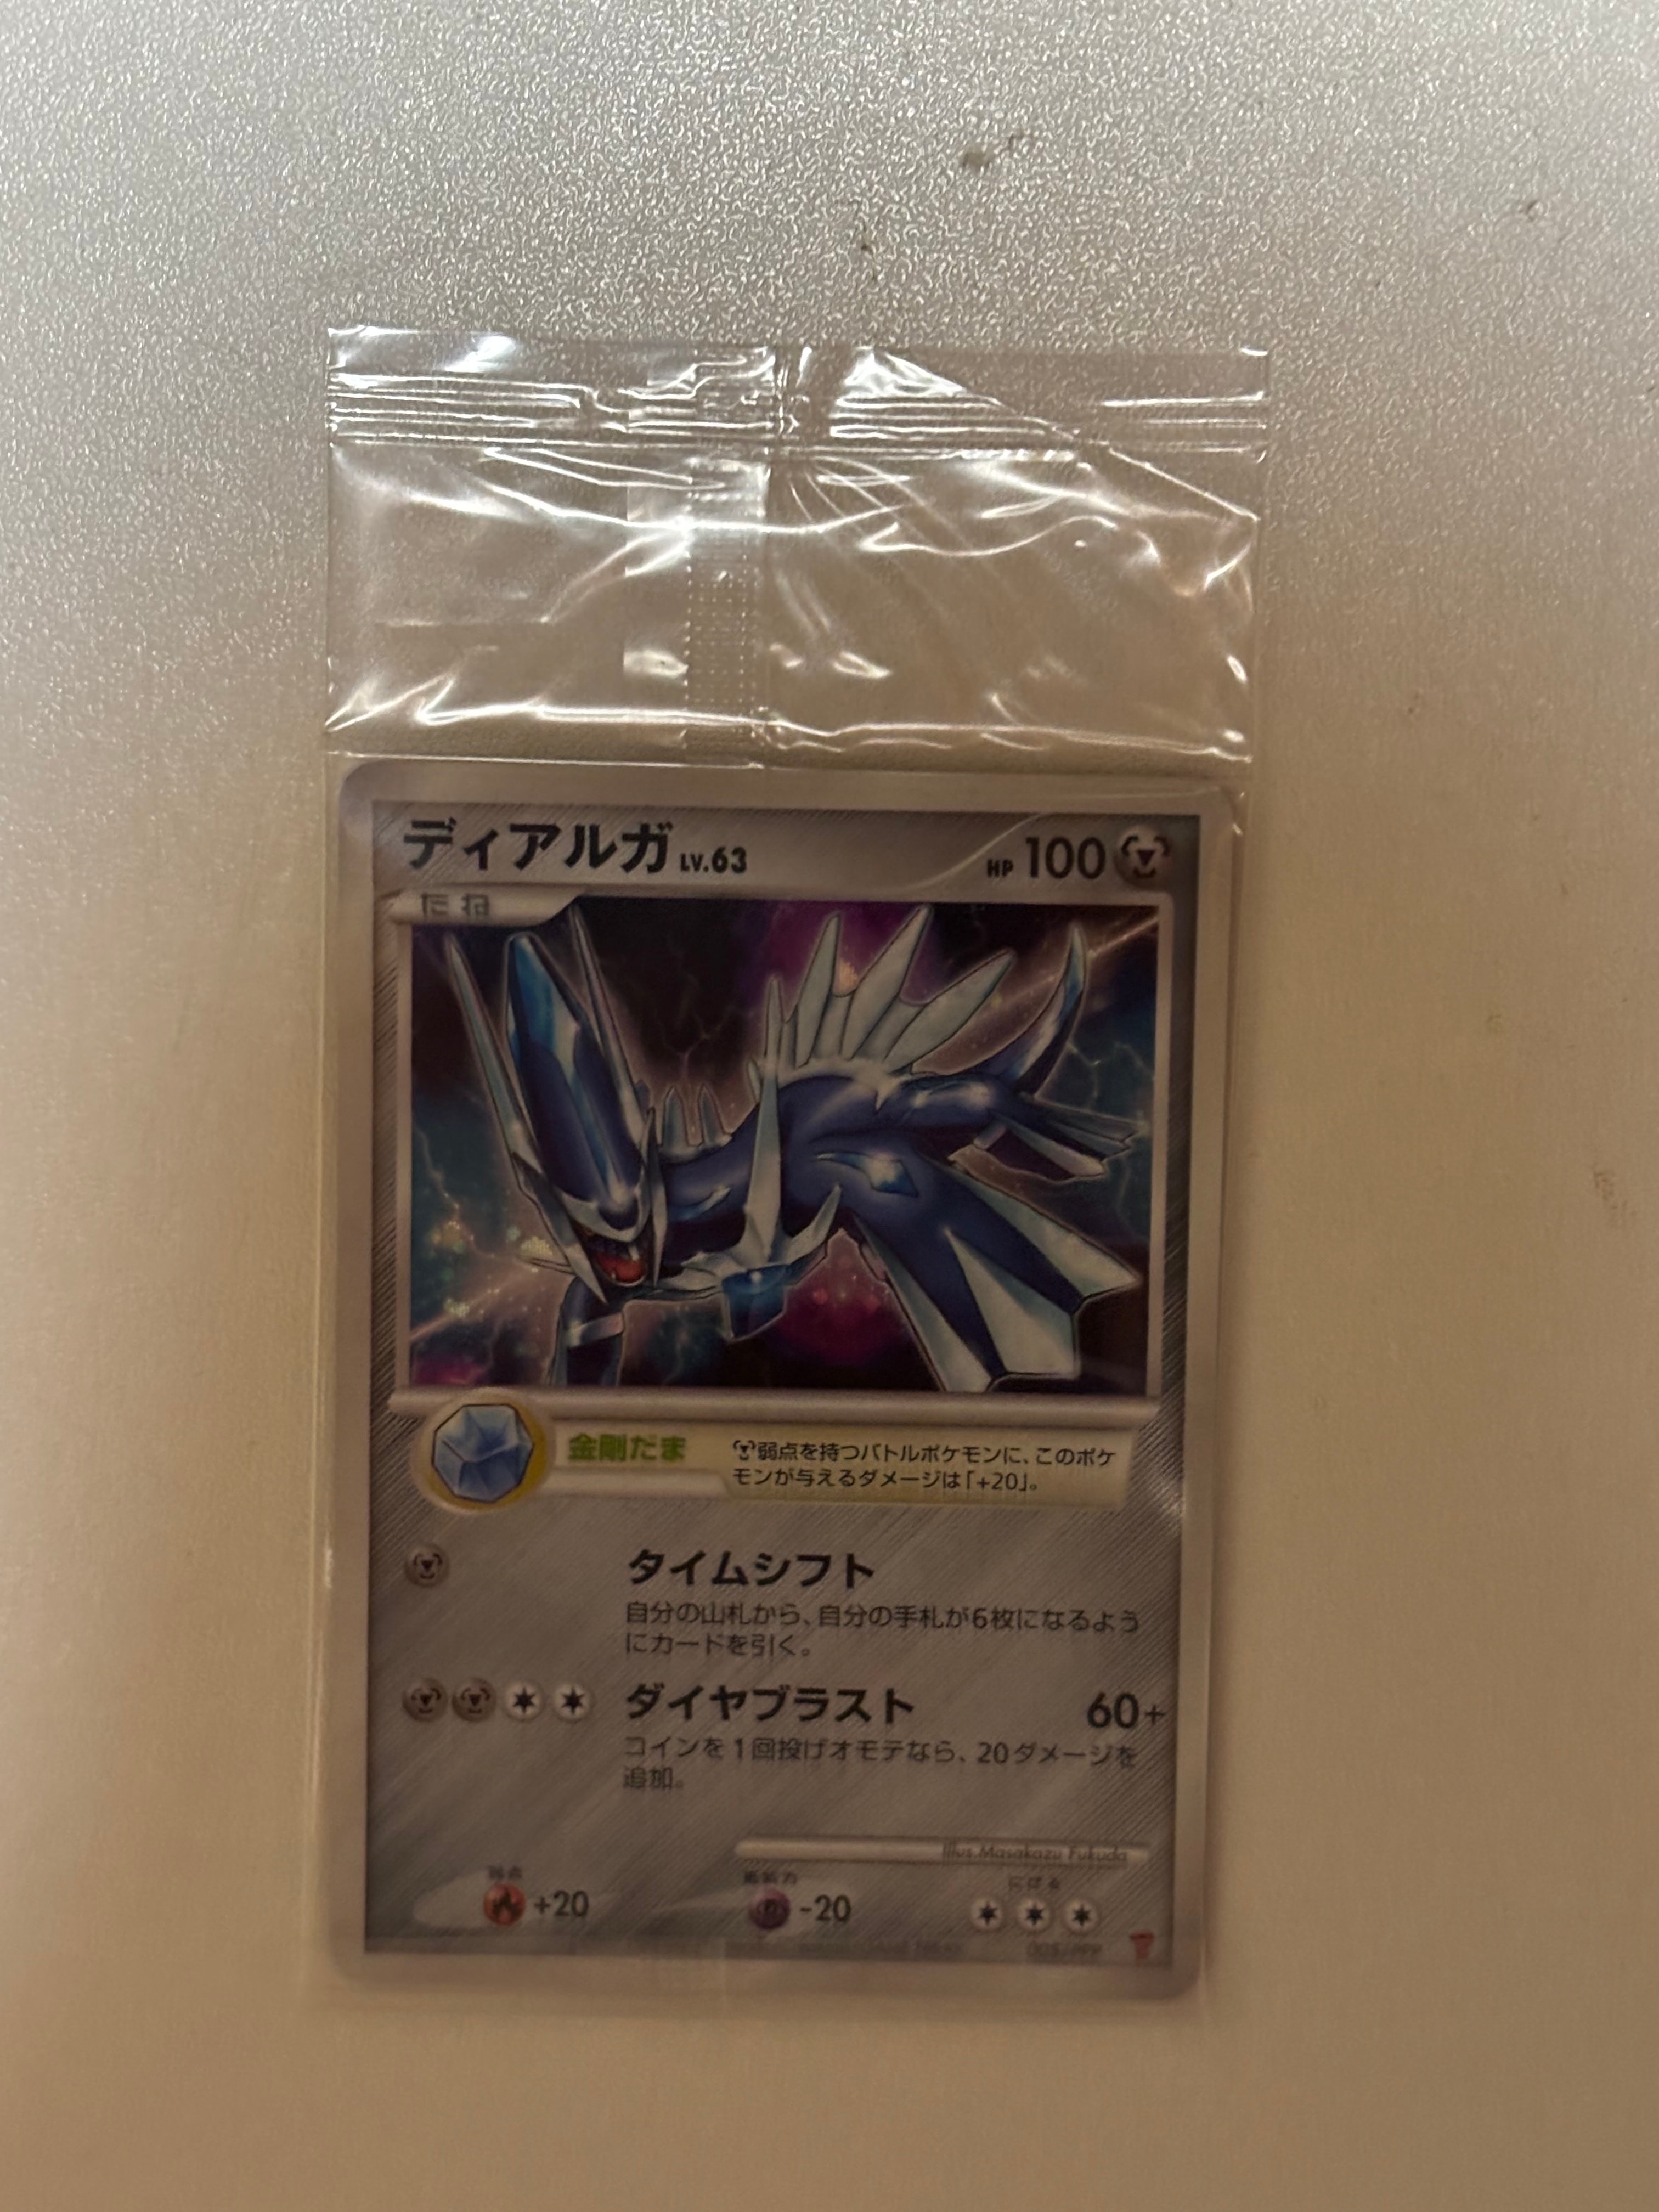 ディアルガ LV.63 HP 100
たね
金剛だま
弱点を持つバトルポケモンに、このポケ
モンが与えるダメージは「+20」。
タイムシフト
自分の山札から、自分の手札が6枚になるよう
にカードを引く。
ダイヤブラスト 60+
コインを1回投げオモテなら、20ダメージを
追加。
Illus. Masakazu Fukuda
弱点 抵抗力 にげる
+20 -20